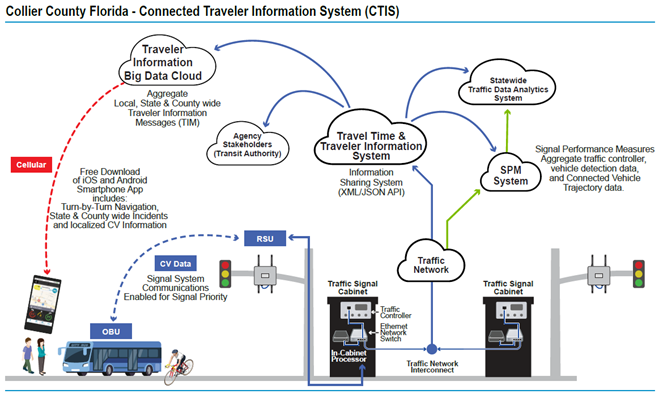 Collier County Florida - Connected Traveler Information System (CTIS)
Traveler
Information
Big Data Cloud
Aggregate
Local, State & County wide
Traveler Information
Messages (TIM)
Agency
Stakeholders
(Transit Authority)
Travel Time &
Traveler Information
System
Information
Sharing System
(XML/JSON API)
Statewide
Traffic Data Analytics
System
SPM
System
Signal Performance Measures
Aggregate traffic controller,
vehicle detection data,
and Connected Vehicle
Trajectory data.
Cellular
Free Download
of iOS and Android
Smartphone App
includes:
Turn-by-Turn Navigation,
State & County wide Incidents
and localized CV Information
RSU
CV Data
Signal System
Communications
Enabled for Signal Priority
OBU
Traffic
Network
Traffic Signal
Cabinet
Traffic
Controller
Ethernet
Network
Switch
In-Cabinet
Processor
Traffic Network
Interconnect
Traffic Signal
Cabinet